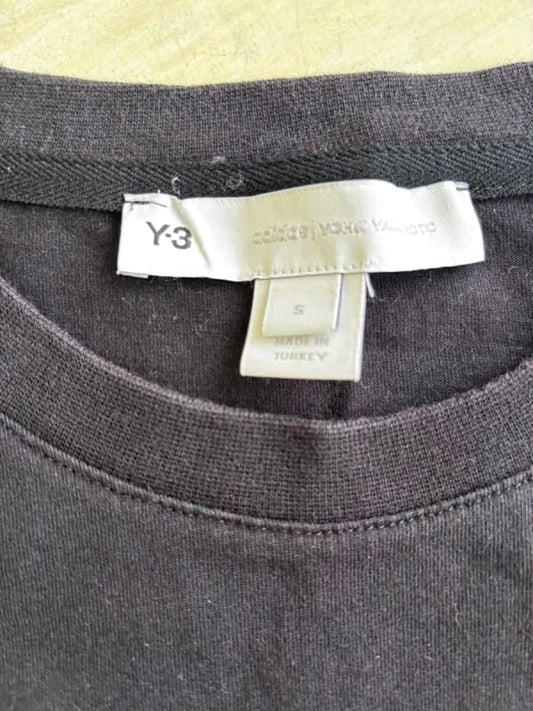 Y-3
adidas | YOHJI YAMAMOTO
S
MADE IN
TURKEY